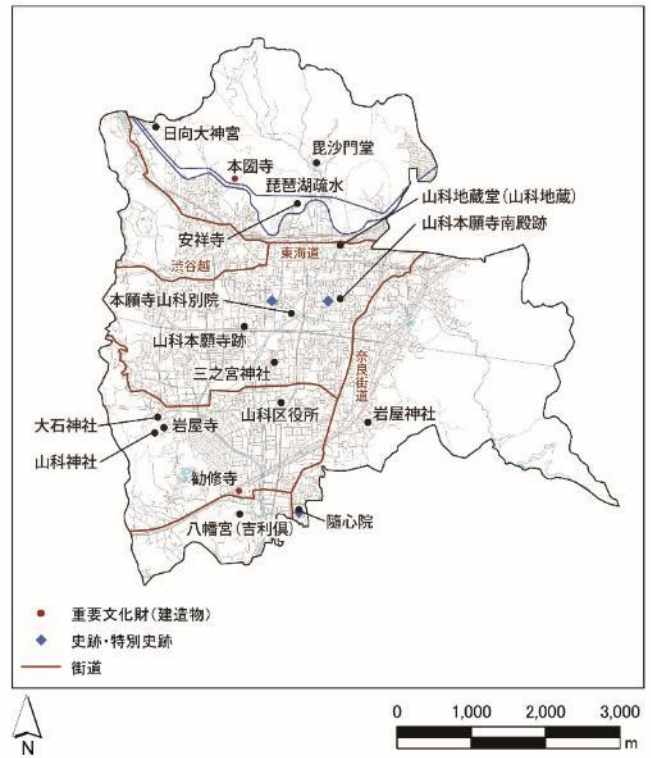 日向大神宮
毘沙門堂
本圀寺
琵琶湖疏水
山科地蔵堂(山科地蔵)
山科本願寺南殿跡
安祥寺
東海道
渋谷越
本願寺山科別院
山科本願寺跡
三之宮神社
奈良街道
大石神社
岩屋寺
山科区役所
岩屋神社
山科神社
勧修寺
八幡宮(吉利倶)
隨心院
重要文化財(建造物)
史跡・特別史跡
街道
N
0 1,000 2,000 3,000
m